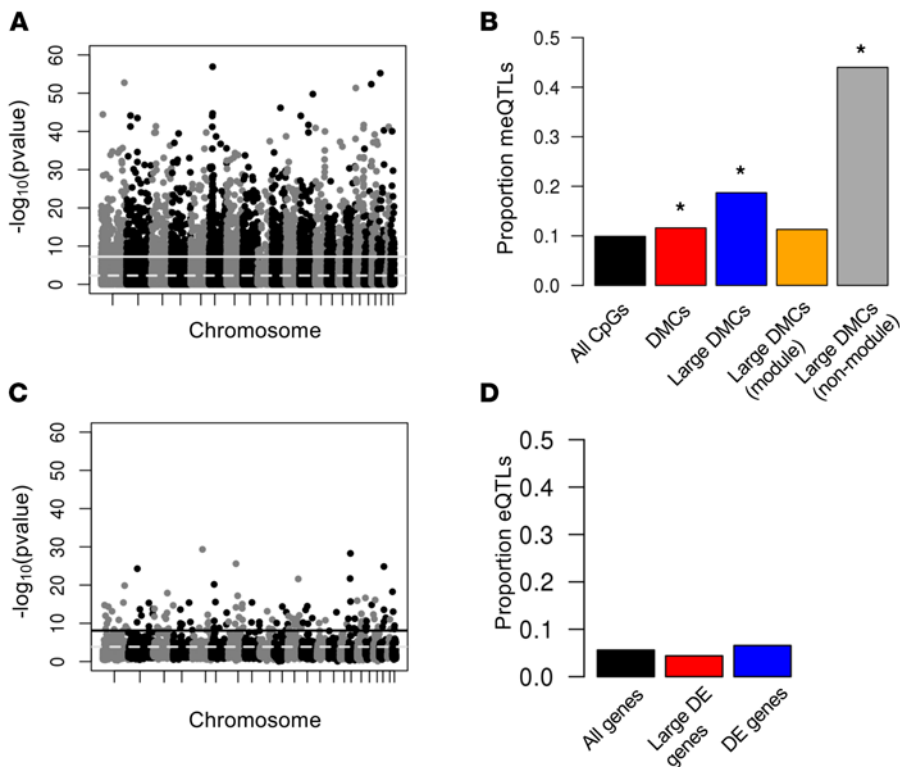 A
-log10(pvalue)
60
50
40
30
20
10
0
Chromosome
B
Proportion meQTLs
0.5
0.4
0.3
0.2
0.1
0.0
*
*
*
All CpGs
DMCs
Large DMCs
Large DMCs
(module)
Large DMCs
(non-module)
C
-log10(pvalue)
60
50
40
30
20
10
0
Chromosome
D
Proportion eQTLs
0.5
0.4
0.3
0.2
0.1
0.0
All genes
Large DE
genes
DE genes